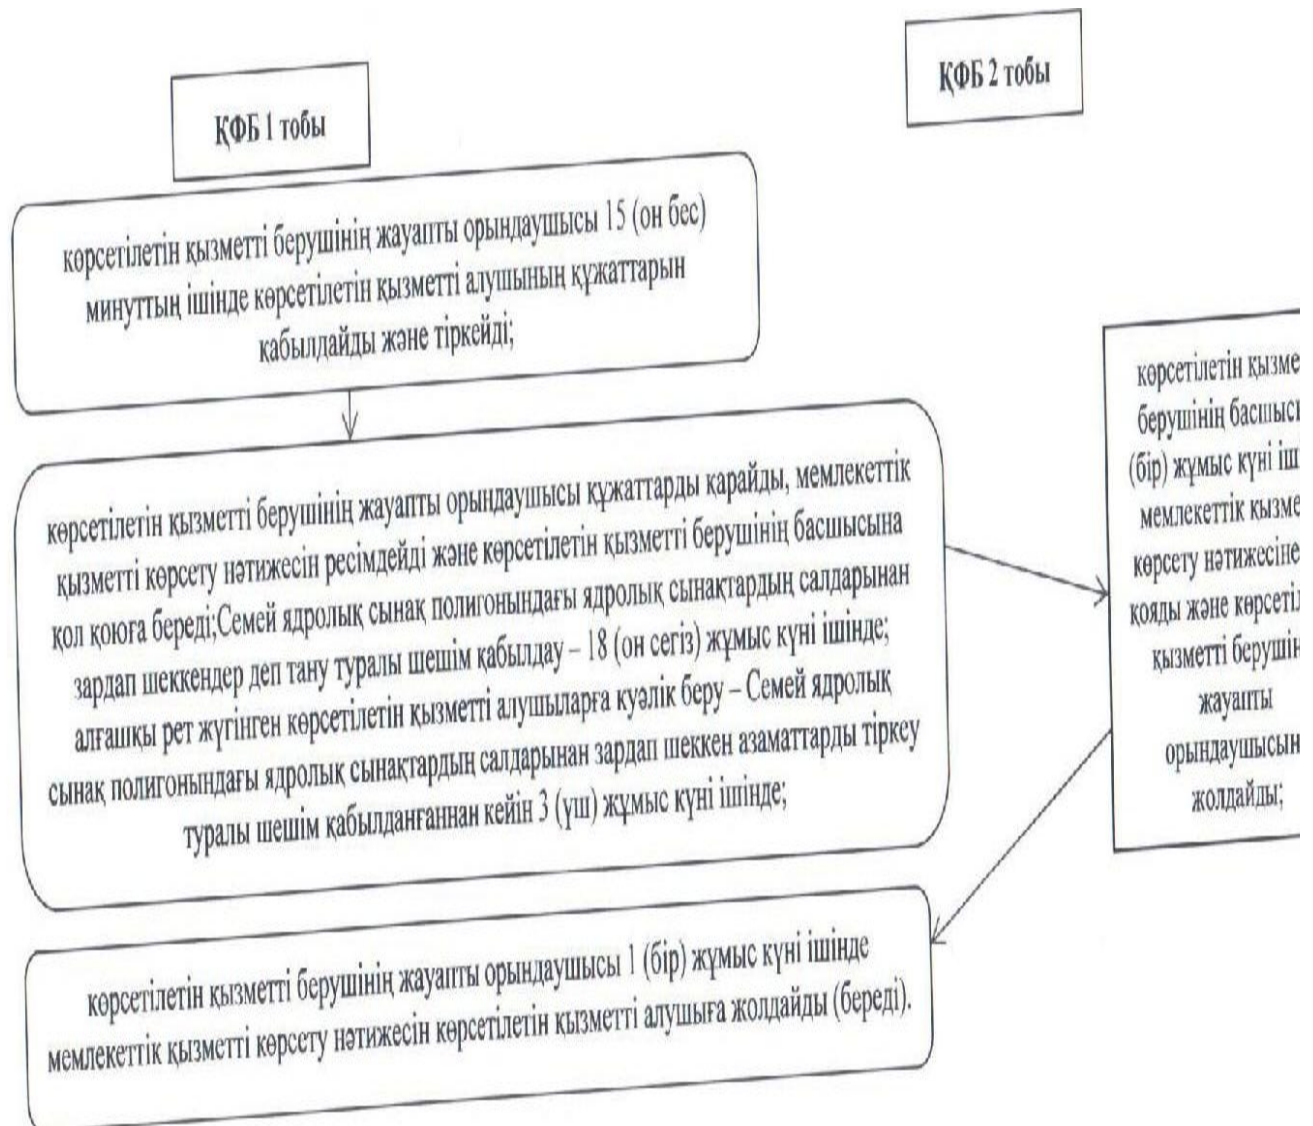 ҚФБ 1 тобы
ҚФБ 2 тобы
көрсетілетін қызметті берушінің жауапты орындаушысы 15 (он бес)
минуттың ішінде көрсетілетін қызметті алушының құжаттарын
қабылдайды және тіркейді;
көрсетілетін қызметті берушінің жауапты орындаушысы құжаттарды қарайды, мемлекеттік
қызметті көрсету нәтижесін ресімдейді және көрсетілетін қызметті берушінің басшысына
қол қоюға береді;Семей ядролық сынақ полигонындағы ядролық сынақтардың салдарынан
зардап шеккендер деп тану туралы шешім қабылдау – 18 (он сегіз) жұмыс күні ішінде;
алғашқы рет жүгінген көрсетілетін қызметті алушыларға куәлік беру – Семей ядролық
сынақ полигонындағы ядролық сынақтардың салдарынан зардап шеккен азаматтарды тіркеу
туралы шешім қабылданғаннан кейін 3 (үш) жұмыс күні ішінде;
көрсетілетін
берушінің
(бір) жұмыс күні
мемлекеттік
көрсету
қояды және
қызметті
жауапты
жолдайды;
көрсетілетін қызметті берушінің жауапты орындаушысы 1 (бір) жұмыс күні ішінде
мемлекеттік қызметті көрсету нәтижесін көрсетілетін қызметті алушыға жолдайды (береді).